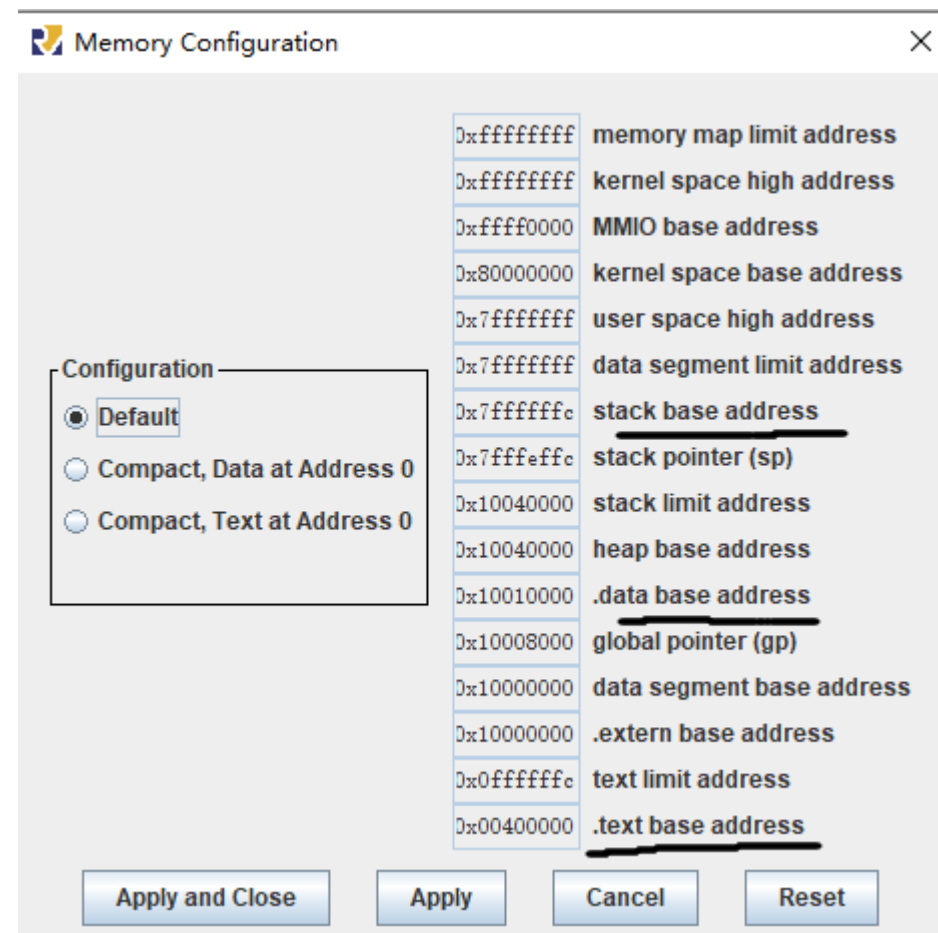 Memory Configuration
0xffffffff memory map limit address
0xffffffff kernel space high address
0xffff0000 MMIO base address
0x80000000 kernel space base address
0x7fffffff user space high address
Configuration
0x7fffffff data segment limit address
Default
0x7ffffffc stack base address
0x7fffeffc stack pointer (sp)
Compact, Data at Address 0
0x10040000 stack limit address
Compact, Text at Address 0
0x10040000 heap base address
0x10010000 .data base address
0x10008000 global pointer (gp)
0x10000000 data segment base address
0x10000000 .extern base address
0x0ffffffc text limit address
0x00400000 .text base address
Apply and Close Apply Cancel Reset